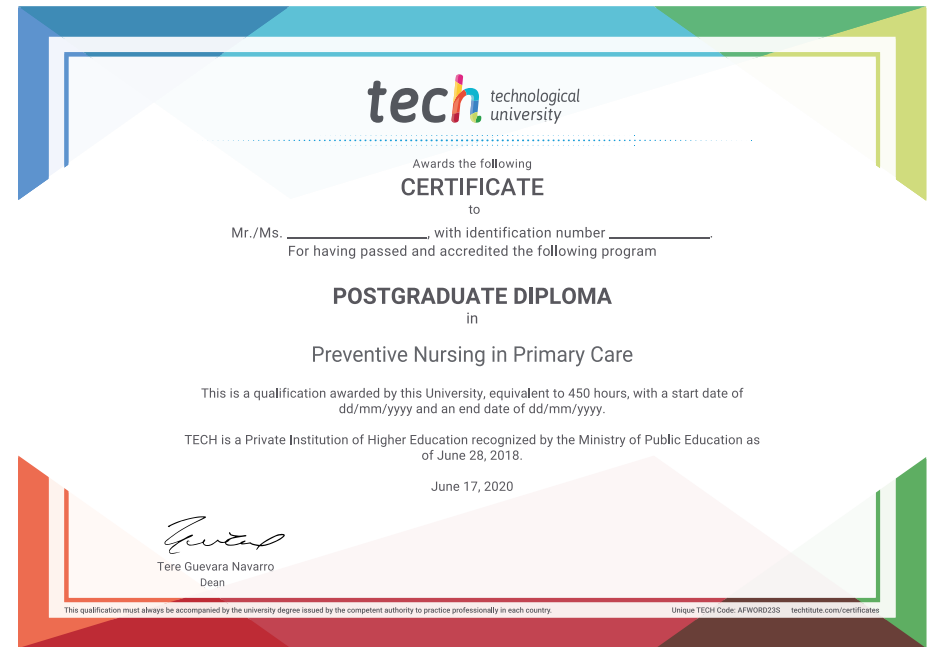 tech technological
university
Awards the following
CERTIFICATE
to
Mr./Ms. ____________________, with identification number ______________.
For having passed and accredited the following program
POSTGRADUATE DIPLOMA
in
Preventive Nursing in Primary Care
This is a qualification awarded by this University, equivalent to 450 hours, with a start date of
dd/mm/yyyy and an end date of dd/mm/yyyy.
TECH is a Private Institution of Higher Education recognized by the Ministry of Public Education as
of June 28, 2018.
June 17, 2020
Tere Guevara Navarro
Dean
This qualification must always be accompanied by the university degree issued by the competent authority to practice professionally in each country.
Unique TECH Code: AFWORD23S techtitute.com/certificates